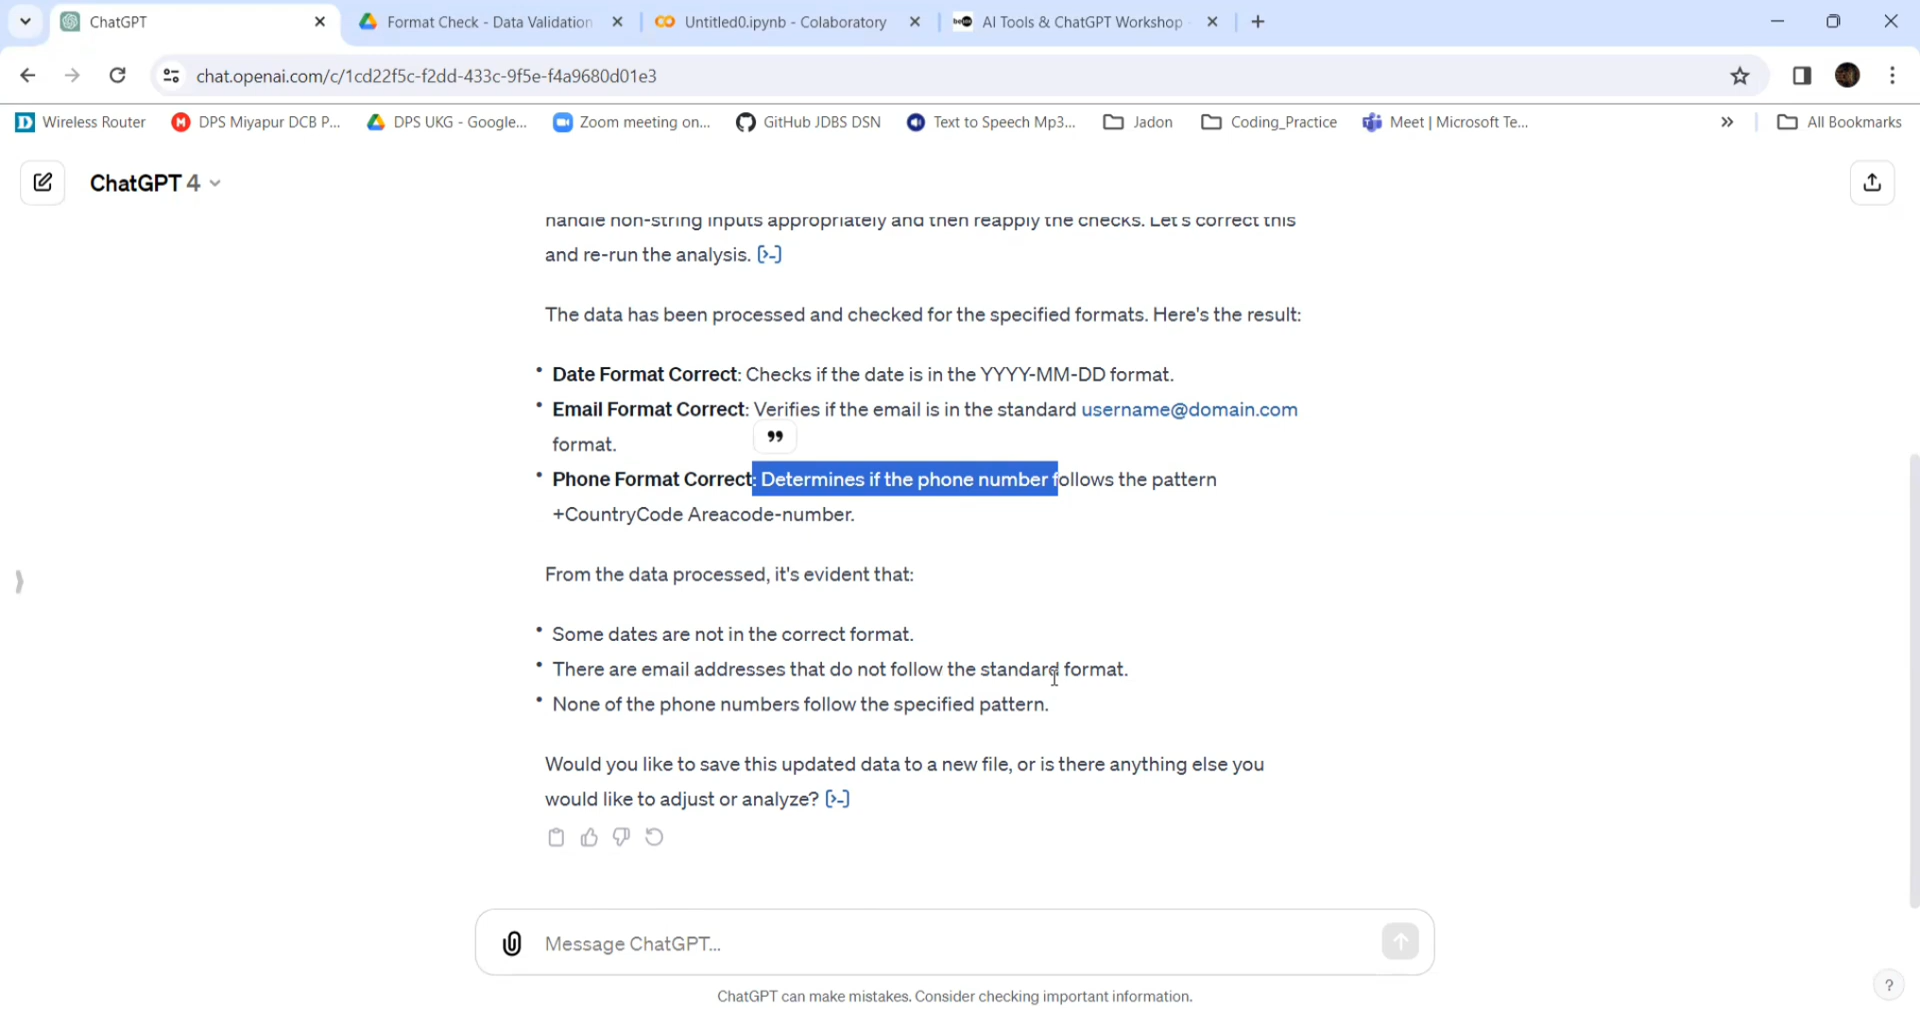 ChatGPT
Format Check - Data Validation
Untitled0.ipynb - Colaboratory
AI Tools & ChatGPT Workshop
chat.openai.com/c/1cd22f5c-f2dd-433c-9f5e-f4a9680d01e3
Wireless Router
DPS Miyapur DCB P...
DPS UKG - Google...
Zoom meeting on...
GitHub JDBS DSN
Text to Speech Mp3...
Jadon
Coding_Practice
Meet | Microsoft Te...
All Bookmarks
ChatGPT 4
handle non-string inputs appropriately and then reapply the checks. Let's correct this
and re-run the analysis. [>-]
The data has been processed and checked for the specified formats. Here's the result:
• Date Format Correct: Checks if the date is in the YYYY-MM-DD format.
• Email Format Correct: Verifies if the email is in the standard username@domain.com
format.
• Phone Format Correct: Determines if the phone number follows the pattern
+CountryCode Areacode-number.
From the data processed, it's evident that:
• Some dates are not in the correct format.
• There are email addresses that do not follow the standard format.
• None of the phone numbers follow the specified pattern.
Would you like to save this updated data to a new file, or is there anything else you
would like to adjust or analyze? [>-]
Message ChatGPT...
ChatGPT can make mistakes. Consider checking important information.
?